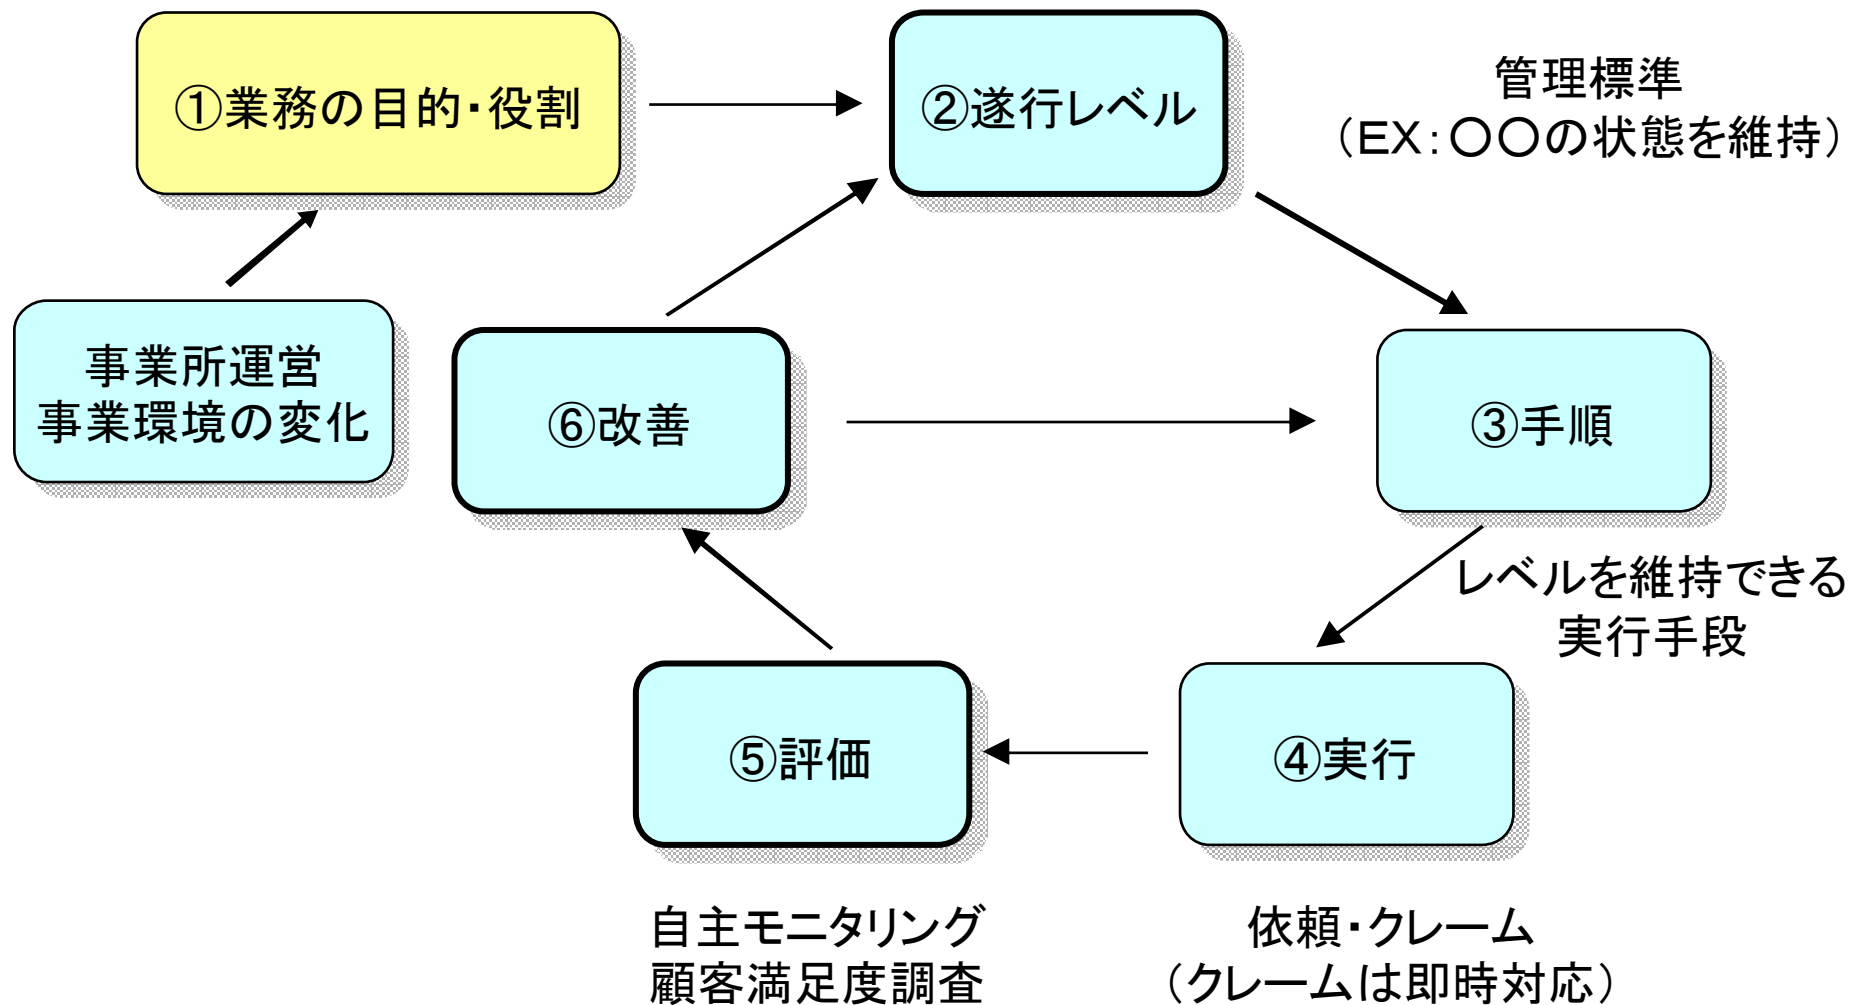 ①業務の目的・役割
②遂行レベル
管理標準
（EX：〇〇の状態を維持）
事業所運営
事業環境の変化
⑥改善
③手順
レベルを維持できる
実行手段
⑤評価
④実行
自主モニタリング
顧客満足度調査
依頼・クレーム
（クレームは即時対応）